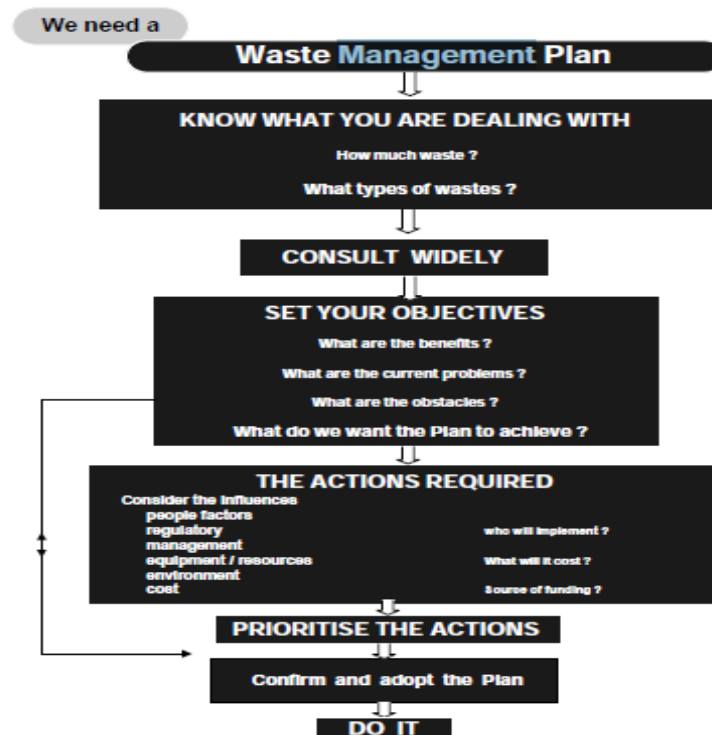 We need a
Waste Management Plan
KNOW WHAT YOU ARE DEALING WITH
How much waste ?
What types of wastes ?
CONSULT WIDELY
SET YOUR OBJECTIVES
What are the benefits ?
What are the current problems ?
What are the obstacles ?
What do we want the Plan to achieve ?
THE ACTIONS REQUIRED
Consider the Influences
people factors
regulatory who will implement ?
management
equipment / resources What will it cost ?
environment
cost Source of funding ?
PRIORITISE THE ACTIONS
Confirm and adopt the Plan
DO IT